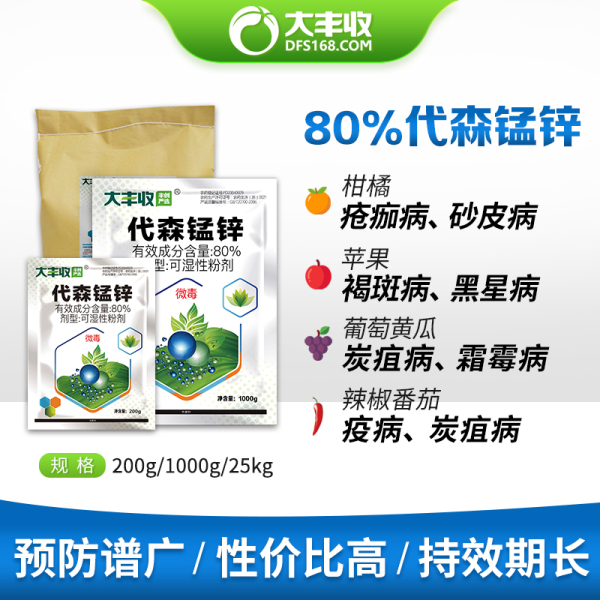 大丰收
DFS168.COM
80%代森锰锌
柑橘
疮痂病、砂皮病
苹果
褐斑病、黑星病
葡萄黄瓜
炭疽病、霜霉病
辣椒番茄
疫病、炭疽病
大丰收
代森锰锌
有效成分含量:80%
型:可湿性粉剂
微毒
净含量:1000g
大丰收
代森锰锌
有效成分含量:80%
剂型:可湿性粉剂
微毒
净含量:200g
规格
200g/1000g/25kg
预防谱广/性价比高/持效期长